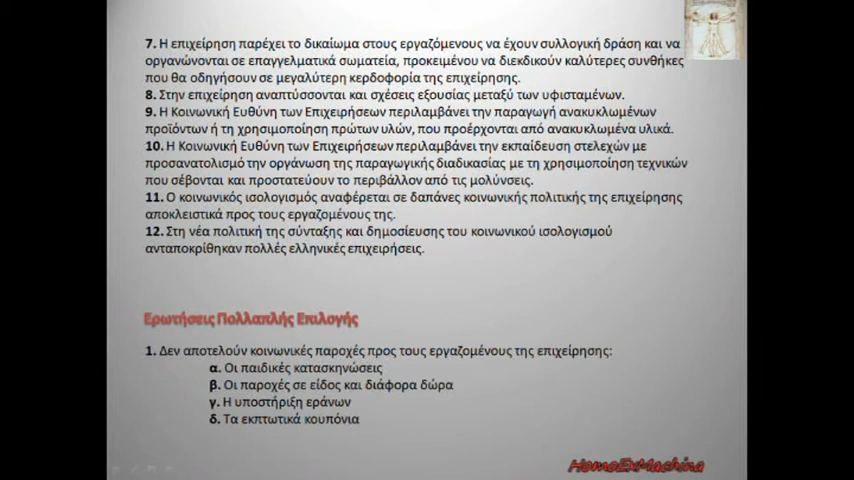 7. Η επιχείρηση παρέχει το δικαίωμα στους εργαζόμενους να έχουν συλλογική δράση και να
οργανώνονται σε επαγγελματικά σωματεία, προκειμένου να διεκδικούν καλύτερες συνθήκες
που θα οδηγήσουν σε μεγαλύτερη κερδοφορία της επιχείρησης.
8. Στην επιχείρηση αναπτύσσονται και σχέσεις εξουσίας μεταξύ των υφισταμένων.
9. Η Κοινωνική Ευθύνη των Επιχειρήσεων περιλαμβάνει την παραγωγή ανακυκλωμένων
προϊόντων ή τη χρησιμοποίηση πρώτων υλών, που προέρχονται από ανακυκλωμένα υλικά.
10. Η Κοινωνική Ευθύνη των Επιχειρήσεων περιλαμβάνει την εκπαίδευση στελεχών με
προσανατολισμό την οργάνωση της παραγωγικής διαδικασίας με τη χρησιμοποίηση τεχνικών
που σέβονται και προστατεύουν το περιβάλλον από τις μολύνσεις.
11. Ο κοινωνικός ισολογισμός αναφέρεται σε δαπάνες κοινωνικής πολιτικής της επιχείρησης
αποκλειστικά προς τους εργαζομένους της.
12. Στη νέα πολιτική της σύνταξης και δημοσίευσης του κοινωνικού ισολογισμού
ανταποκρίθηκαν πολλές ελληνικές επιχειρήσεις.
Ερωτήσεις Πολλαπλής Επιλογής
1. Δεν αποτελούν κοινωνικές παροχές προς τους εργαζομένους της επιχείρησης:
α. Οι παιδικές κατασκηνώσεις
β. Οι παροχές σε είδος και διάφορα δώρα
γ. Η υποστήριξη εράνων
δ. Τα εκπτωτικά κουπόνια
HomoExMachina